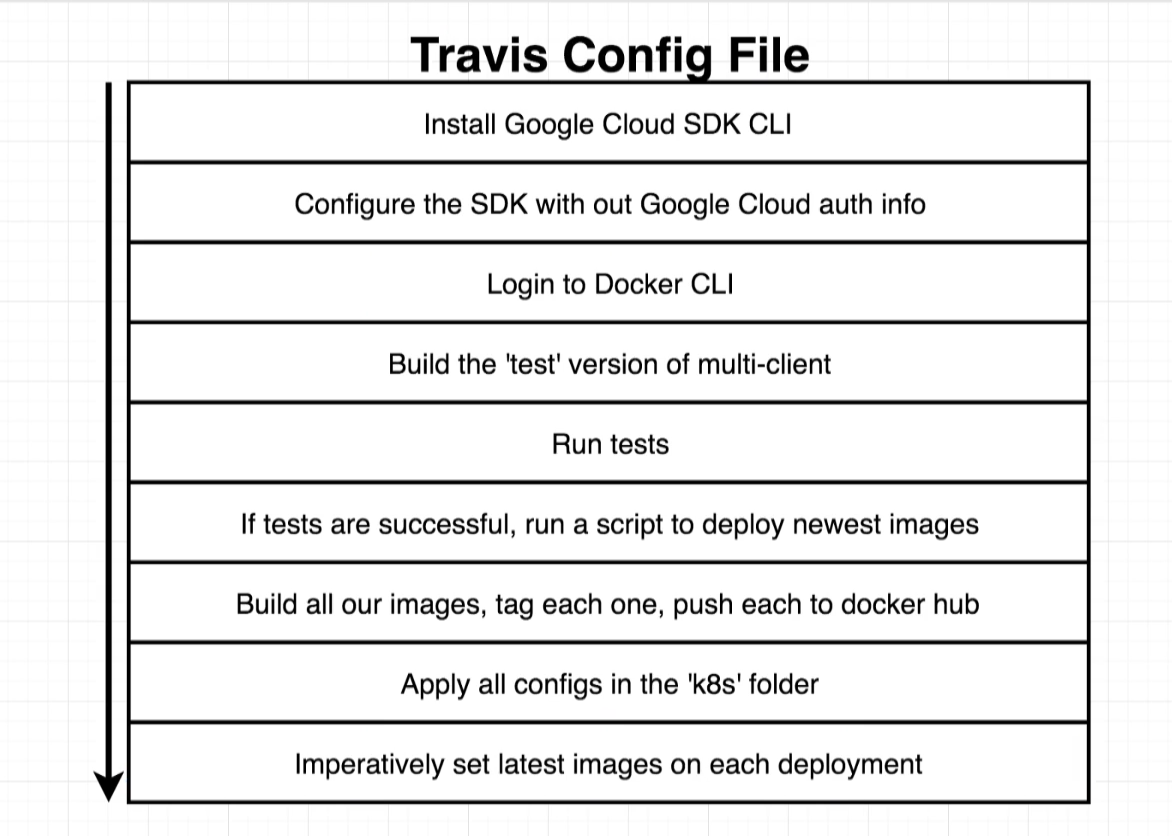 Travis Config File
Install Google Cloud SDK CLI
Configure the SDK with out Google Cloud auth info
Login to Docker CLI
Build the 'test' version of multi-client
Run tests
If tests are successful, run a script to deploy newest images
Build all our images, tag each one, push each to docker hub
Apply all configs in the 'k8s' folder
Imperatively set latest images on each deployment